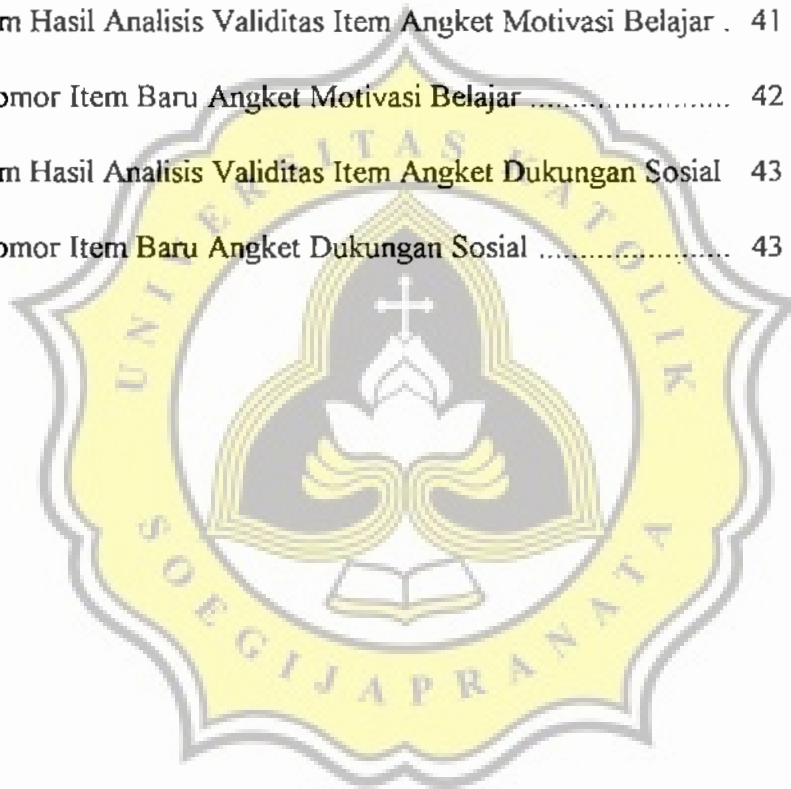 m Hasil Analisis Validitas Item Angket Motivasi Belajar . 41
omor Item Baru Angket Motivasi Belajar ...................... 42
m Hasil Analisis Validitas Item Angket Dukungan Sosial 43
omor Item Baru Angket Dukungan Sosial ..................... 43
UNIVERSITAS KATOLIK
SOEGIJAPRANATA